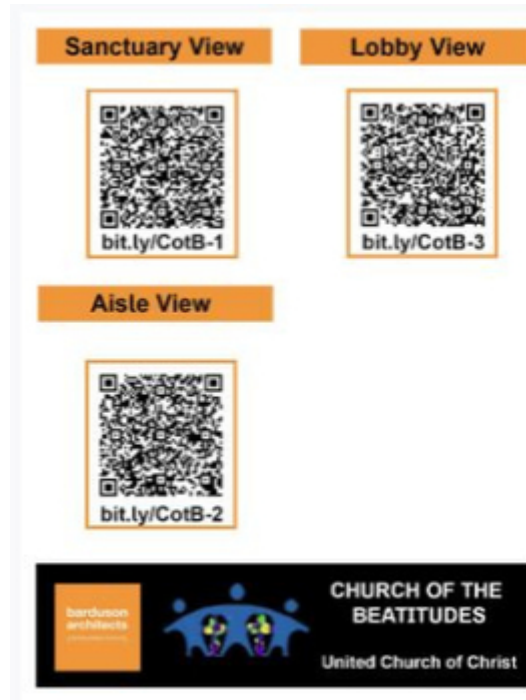 Sanctuary View
Lobby View
bit.ly/CotB-1
bit.ly/CotB-3
Aisle View
bit.ly/CotB-2
barduson
architects
CHURCH OF THE
BEATITUDES
United Church of Christ